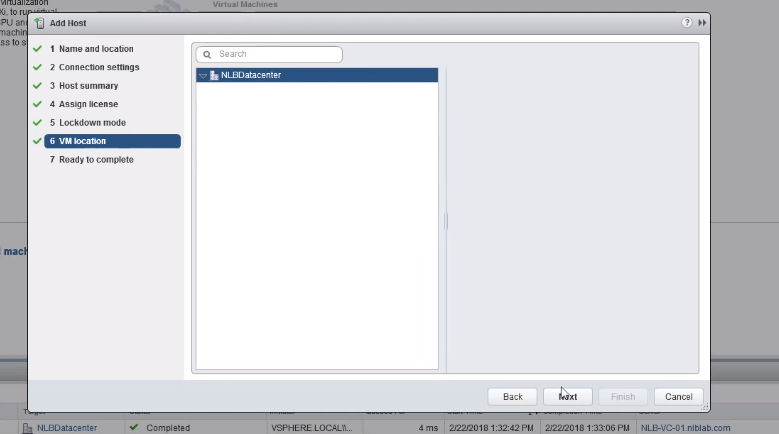 virtualization
Virtual Machines
Xi, to run virtual
CPU and
machin
ss to s
Add Host
?
1 Name and location
2 Connection settings
3 Host summary
4 Assign license
5 Lockdown mode
6 VM location
7 Ready to complete
Search
NLBDatacenter
l mach
Back
Next
Finish
Cancel
NLBDatacenter
Completed
VSPHERE.LOCAL\\...
4 ms
2/22/2018 1:32:42 PM
2/22/2018 1:33:06 PM
NLB-VC-01.nlblab.com